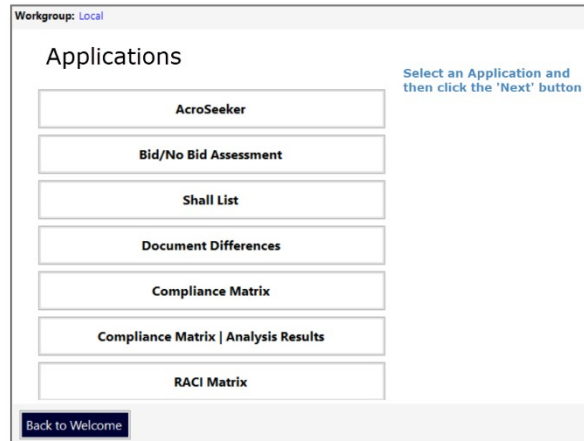 Workgroup: Local
Applications
Select an Application and
then click the 'Next' button
AcroSeeker
Bid/No Bid Assessment
Shall List
Document Differences
Compliance Matrix
Compliance Matrix | Analysis Results
RACI Matrix
Back to Welcome